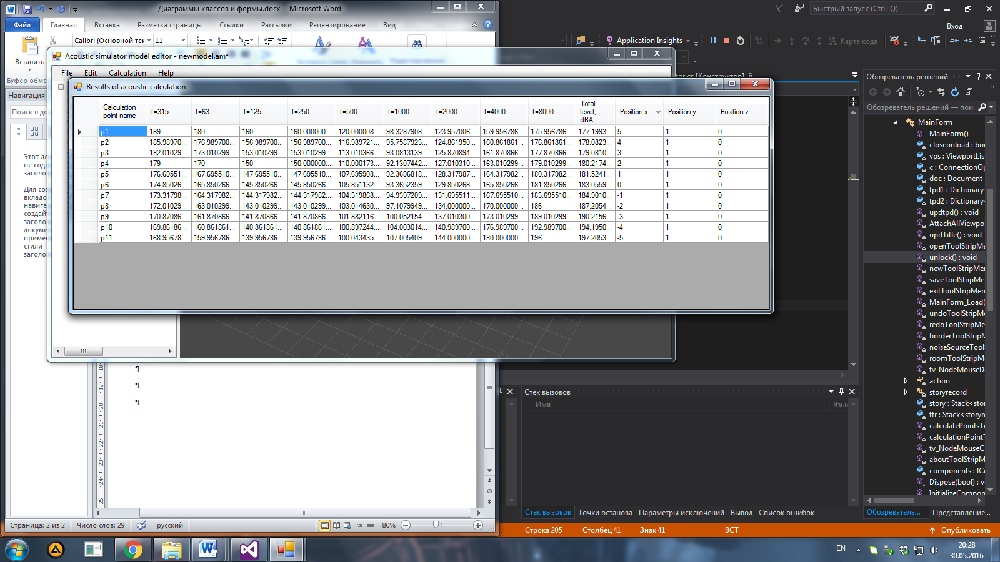 Диаграммы классов и формы.docx - Microsoft Word
Файл Главная Вставка Разметка страницы Ссылки Рассылки Рецензирование Вид
Calibri (Основной тек 11
Вставить
Буфер обме
Навигация
Поиск в до
Этот до
не соде
заголо
Для соз
вкладо
навига
создай
заголо
докуме
приме
стили
заголо
Acoustic simulator model editor - newmodel.am*
File Edit Calculation Help
Results of acoustic calculation
Calculation point name f=315 f=63 f=125 f=250 f=500 f=1000 f=2000 f=4000 f=8000 Total level, dBA Position x Position y Position z
p1 189 180 160 160.000000... 120.000008... 98.3287908... 123.957006... 159.956786... 175.956786... 177.1993... 5 1 0
p2 185.989700... 176.989700... 156.989700... 156.989700... 116.989721... 95.7587923... 124.861950... 160.861861... 176.861861... 178.0823... 4 1 0
p3 182.010299... 173.010299... 153.010299... 153.010299... 113.010366... 93.0813139... 125.870894... 161.870866... 177.870866... 179.0810... 3 1 0
p4 179 170 150 150.000000... 110.000173... 92.1307442... 127.010310... 163.010299... 179.010299... 180.2174... 2 1 0
p5 176.69551... 167.695510... 147.695510... 147.695510... 107.695908... 92.3696818... 128.317987... 164.317982... 180.317982... 181.5241... 1 1 0
p6 174.850266... 165.850266... 145.850266... 145.850266... 105.851132... 93.3652359... 129.850268... 165.850266... 181.850266... 183.0559... 0 1 0
p7 173.31798... 164.317982... 144.317982... 144.317982... 104.319868... 94.9397209... 131.695511... 167.695510... 183.695510... 184.9010... -1 1 0
p8 172.01029... 163.010299... 143.010299... 143.010299... 103.014630... 97.1079949... 134.000000... 170.000000... 186 187.2054... -2 1 0
p9 170.87086... 161.870866... 141.870866... 141.870866... 101.882116... 100.052154... 137.010300... 173.010299... 189.010299... 190.2156... -3 1 0
p10 169.86186... 160.861861... 140.861861... 140.861861... 100.897244... 104.003014... 140.989700... 176.989700... 192.989700... 194.1950... -4 1 0
p11 168.95678... 159.956786... 139.956786... 139.956786... 100.043435... 107.005409... 144.000000... 180.000000... 196 197.2053... -5 1 0
Страница: 2 из 2 Число слов: 29 русский 80%
Быстрый запуск (Ctrl+Q)
Вход
Application Insights
Карта кода
tor.cs [Конструктор]
Обозреватель решений
Обозреватель решений — пои
MainForm
MainForm()
closeonload : boo
vps : ViewportList
c : ConnectionOp
doc : Document
tpd1 : Dictionary
tpd2 : Dictionary
updtpd() : void
AttachAllViewpo
updTitle() : void
openToolStripMe
unlock() : void
newToolStripMen
saveToolStripMe
exitToolStripMen
MainForm_Load(
undoToolStripMe
redoToolStripMe
borderToolStripM
noiseSourceTool
roomToolStripM
tv_NodeMouseD
action
storyrecord
story : Stack<stor
ftr : Stack<storyre
calculatePointsTo
calculationPointT
tv_NodeMouseC
aboutToolStripM
components : ICo
Dispose(bool) : vo
InitializeCompon
Стек вызовов
Имя Язык
Стек вызовов Точки останова Параметры исключений Вывод Список ошибок
Обозреватель... Представление...
Строка 205 Столбец 41 Знак 41 ВСТ Опубликовать
EN 20:28
30.05.2016